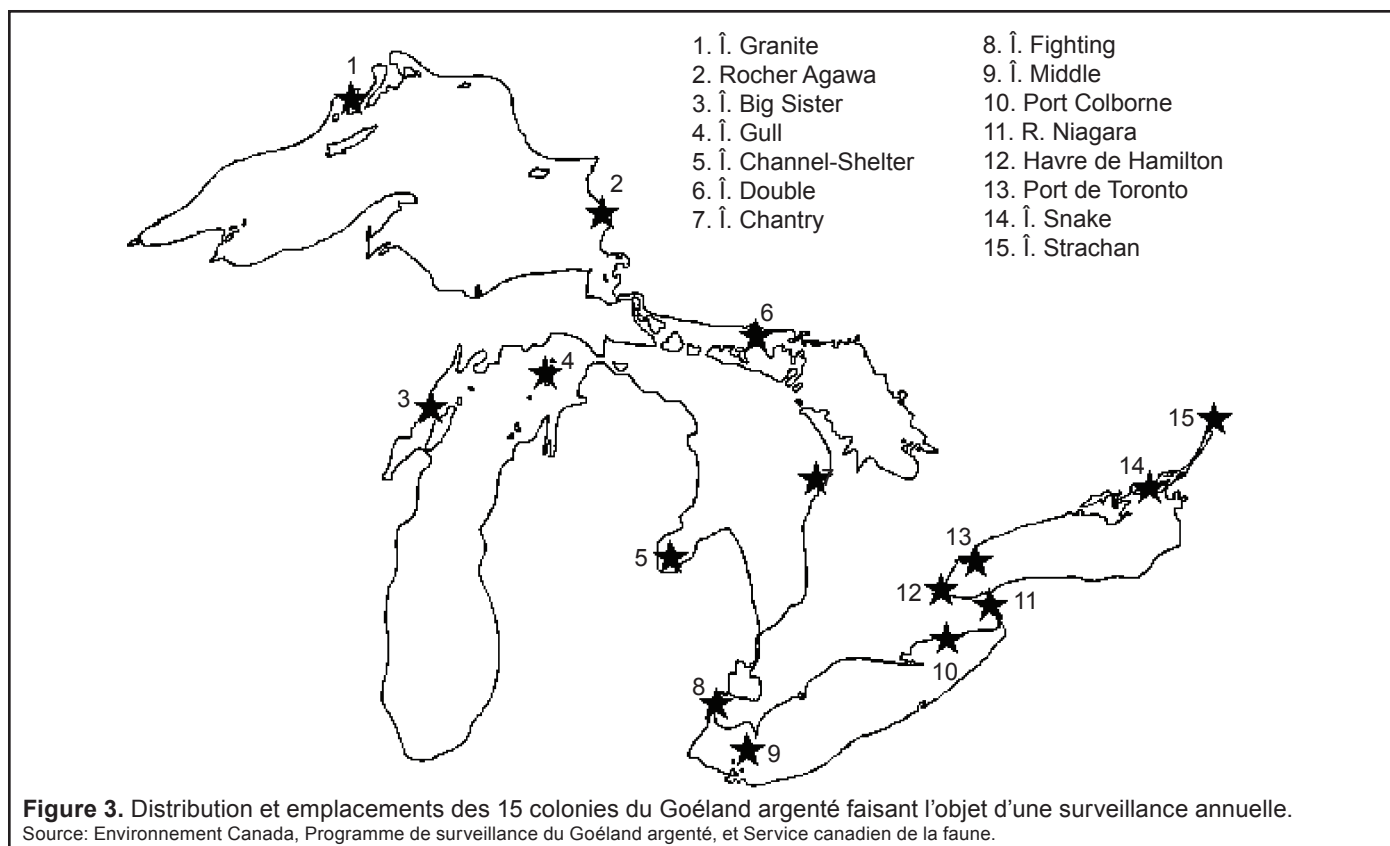 1. Î. Granite
2. Rocher Agawa
3. Î. Big Sister
4. Î. Gull
5. Î. Channel-Shelter
6. Î. Double
7. Î. Chantry
8. Î. Fighting
9. Î. Middle
10. Port Colborne
11. R. Niagara
12. Havre de Hamilton
13. Port de Toronto
14. Î. Snake
15. Î. Strachan
1
2
6
4
3
15
14
7
13
5
12
11
10
8
9
Figure 3. Distribution et emplacements des 15 colonies du Goéland argenté faisant l'objet d'une surveillance annuelle.
Source: Environnement Canada, Programme de surveillance du Goéland argenté, et Service canadien de la faune.